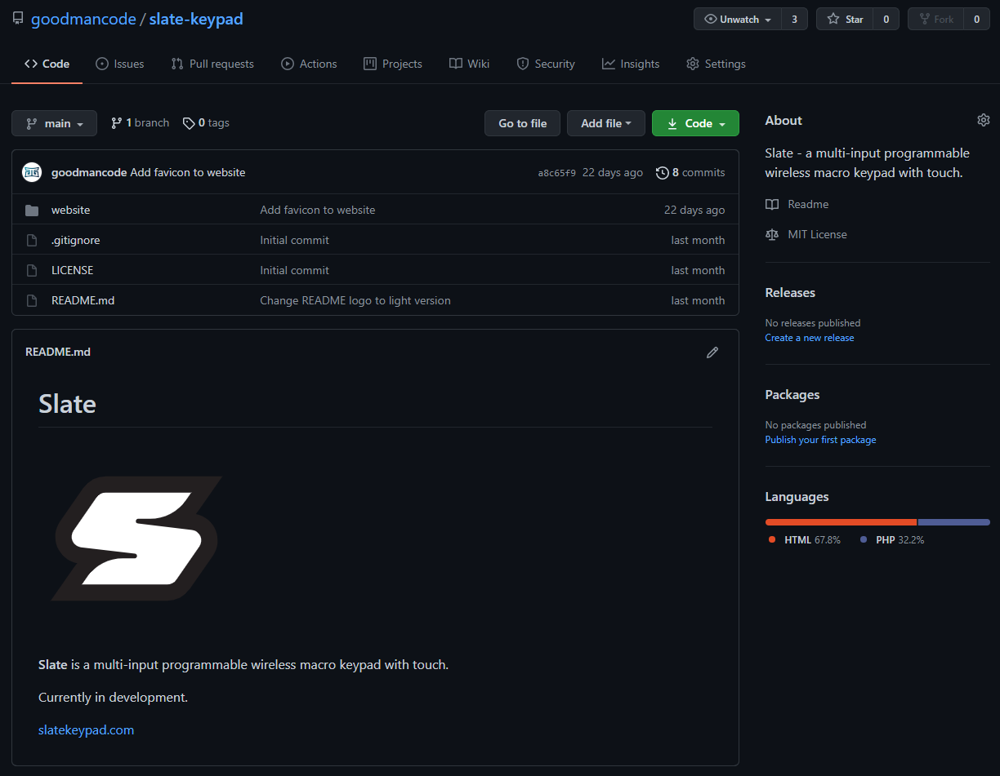 goodmancode / slate-keypad
Unwatch 3 Star 0 Fork 0
Code Issues Pull requests Actions Projects Wiki Security Insights Settings
main 1 branch 0 tags Go to file Add file Code
goodmancode Add favicon to website a8c65f9 22 days ago 8 commits
website Add favicon to website 22 days ago
.gitignore Initial commit last month
LICENSE Initial commit last month
README.md Change README logo to light version last month
README.md
Slate
Slate is a multi-input programmable wireless macro keypad with touch.
Currently in development.
slatekeypad.com
About
Slate - a multi-input programmable
wireless macro keypad with touch.
Readme
MIT License
Releases
No releases published
Create a new release
Packages
No packages published
Publish your first package
Languages
HTML 67.8% PHP 32.2%